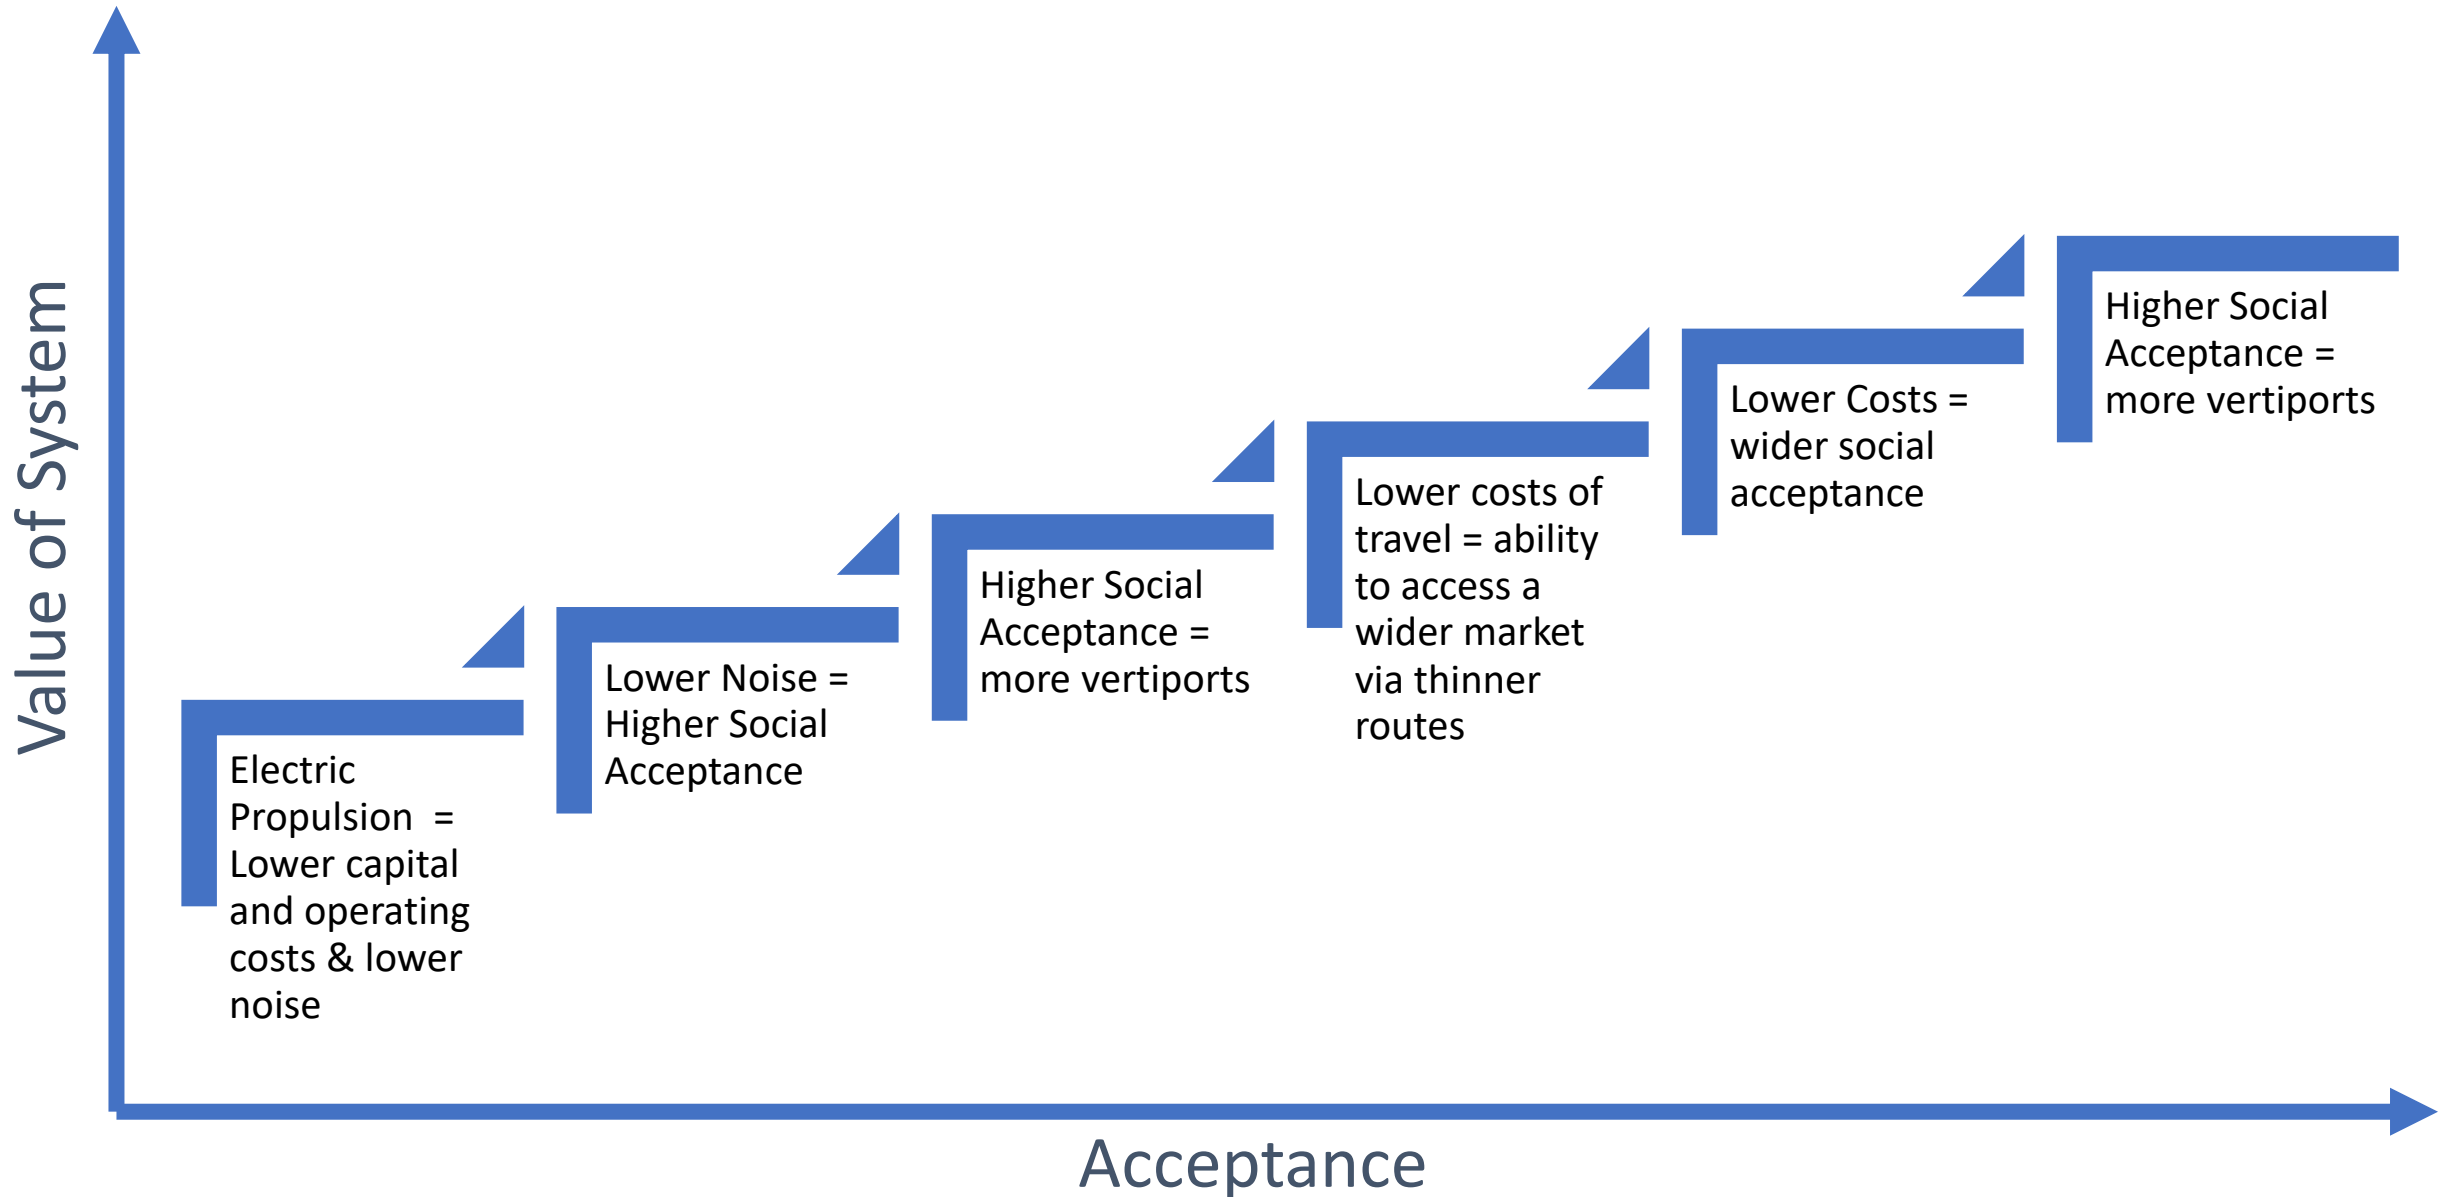 Value of System
Electric
Propulsion  =
Lower capital
and operating
costs & lower
noise
Lower Noise =
Higher Social
Acceptance
Higher Social
Acceptance =
more vertiports
Lower costs of
travel = ability
to access a
wider market
via thinner
routes
Lower Costs =
wider social
acceptance
Higher Social
Acceptance =
more vertiports
Acceptance